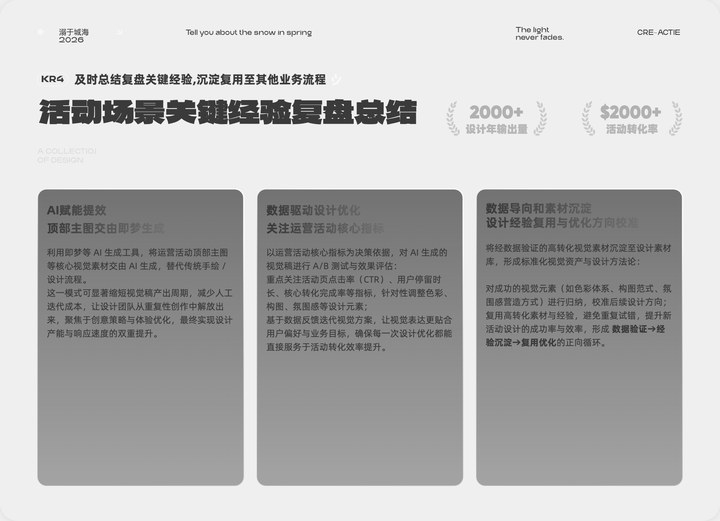 溺于城海
2026
Tell you about the snow in spring
The light
never fades.
CRE-ACTIE
KR4 及时总结复盘关键经验,沉淀复用至其他业务流程
活动场景关键经验复盘总结
2000+
设计年输出量
$2000+
活动转化率
A COLLECTIO
OF DESIGN
AI赋能提效
顶部主图交由即梦生成
利用即梦等 AI 生成工具，将运营活动顶部主图
等核心视觉素材交由 AI 生成，替代传统手绘 /
设计流程。
这一模式可显著缩短视觉稿产出周期，减少人工
迭代成本，让设计团队从重复性创作中解放出
来，聚焦于创意策略与体验优化，最终实现设计
产能与响应速度的双重提升。
数据驱动设计优化
关注运营活动核心指标
以运营活动核心指标为决策依据，对 AI 生成的
视觉稿进行 A/B 测试与效果评估：
重点关注活动页点击率（CTR）、用户停留时
长、核心转化完成率等指标，针对性调整色彩、
构图、氛围感等设计元素；
基于数据反馈迭代视觉方案，让视觉表达更贴合
用户偏好与业务目标，确保每一次设计优化都能
直接服务于活动转化效率提升。
数据导向和素材沉淀
设计经验复用与优化方向校准
将经数据验证的高转化视觉素材沉淀至设计素材
库，形成标准化视觉资产与设计方法论：
对成功的视觉元素（如色彩体系、构图范式、氛
围感营造方式）进行归纳，校准后续设计方向；
复用高转化素材与经验，避免重复试错，提升新
活动设计的成功率与效率，形成 数据验证→经
验沉淀→复用优化的正向循环。